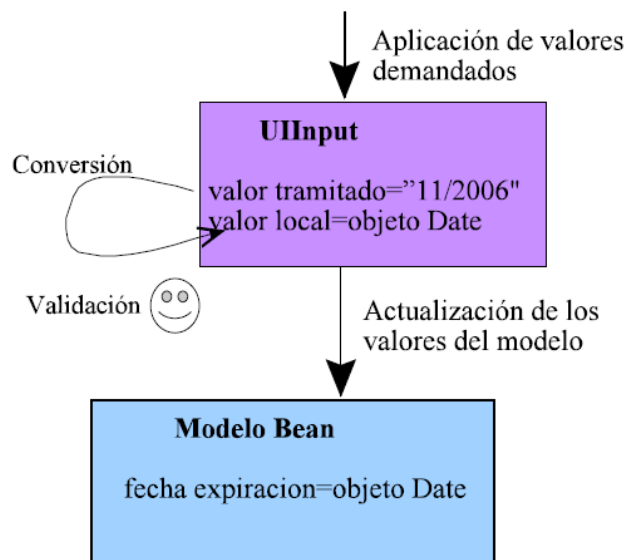 Aplicación de valores
demandados
UIInput
Conversión
valor tramitado=”11/2006"
valor local=objeto Date
Validación
Actualización de los
valores del modelo
Modelo Bean
fecha expiracion=objeto Date